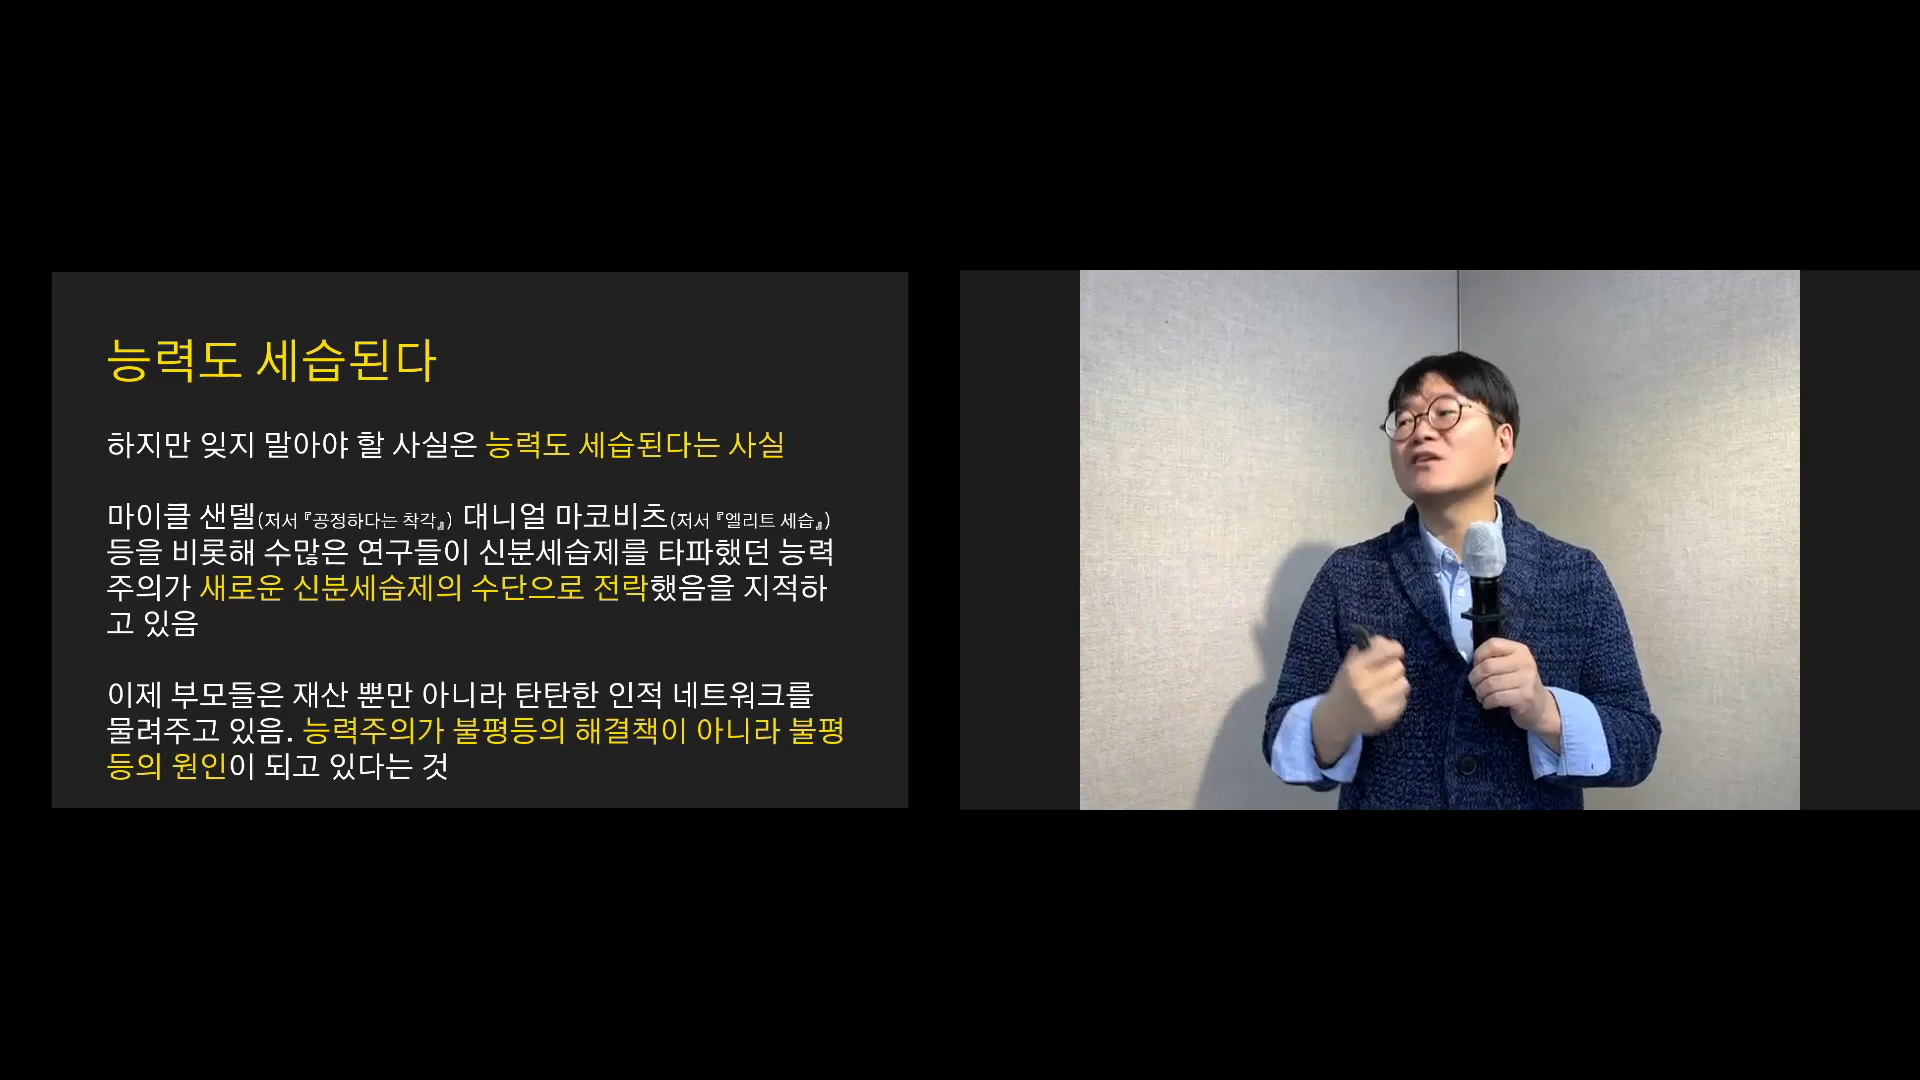 능력도 세습된다
하지만 잊지 말아야 할 사실은 능력도 세습된다는 사실
마이클 샌델(저서 『공정하다는 착각』) 대니얼 마코비츠(저서 『엘리트 세습』)
등을 비롯해 수많은 연구들이 신분세습제를 타파했던 능력
주의가 새로운 신분세습제의 수단으로 전락했음을 지적하
고 있음
이제 부모들은 재산 뿐만 아니라 탄탄한 인적 네트워크를
물려주고 있음. 능력주의가 불평등의 해결책이 아니라 불평
등의 원인이 되고 있다는 것